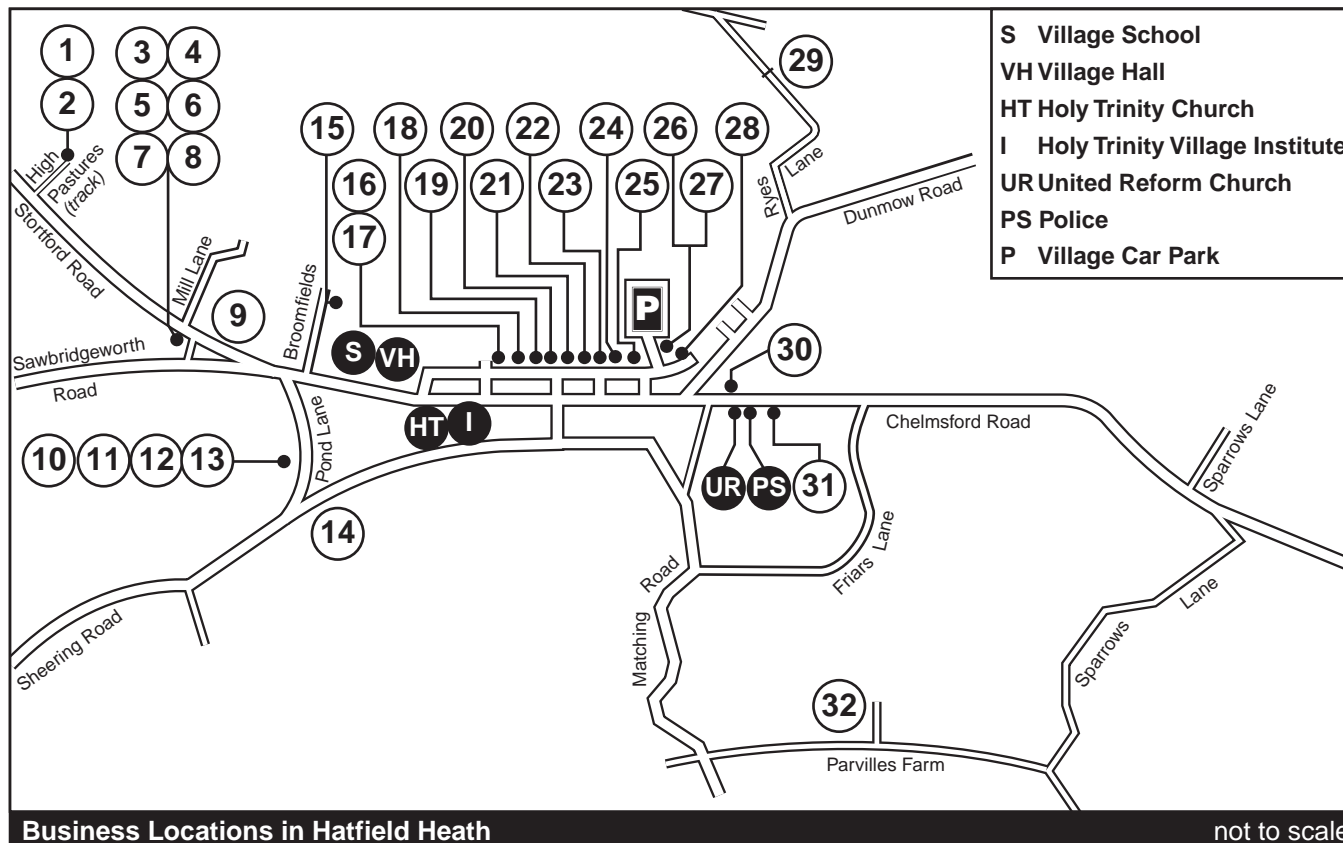 1
2
3 4
5 6
7 8
9
10 11 12 13
14
15
16
17
18
19
20
21
22
23
24
25
26
27
28
29
30
31
32
S
VH
HT
I
UR
PS
P
High
Pastures
(track)
Stortford Road
Mill Lane
Sawbridgeworth
Road
Broomfields
Pond Lane
Sheering Road
Ryes
Lane
Dunmow Road
Chelmsford Road
Sparrows Lane
Friars Lane
Matching
Road
Sparrows
Lane
Parvilles Farm
S Village School
VH Village Hall
HT Holy Trinity Church
I Holy Trinity Village Institute
UR United Reform Church
PS Police
P Village Car Park
Business Locations in Hatfield Heath
not to scale